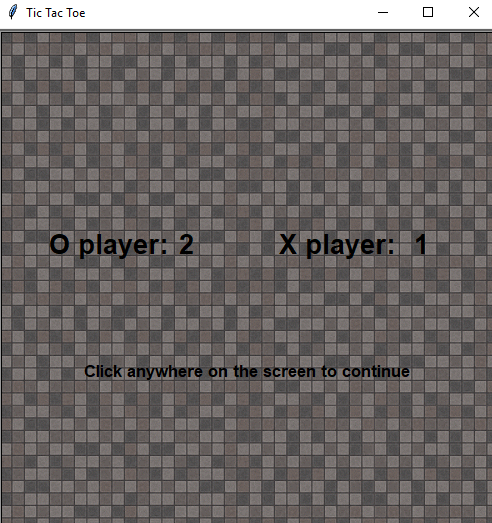 Tic Tac Toe
O player: 2 X player: 1
Click anywhere on the screen to continue